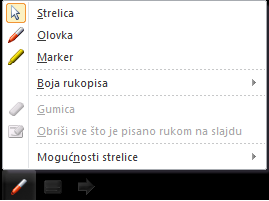 Strelica
Olovka
Marker
Boja rukopisa
Gumica
Obriši sve što je pisano rukom na slajdu
Mogućnosti strelice